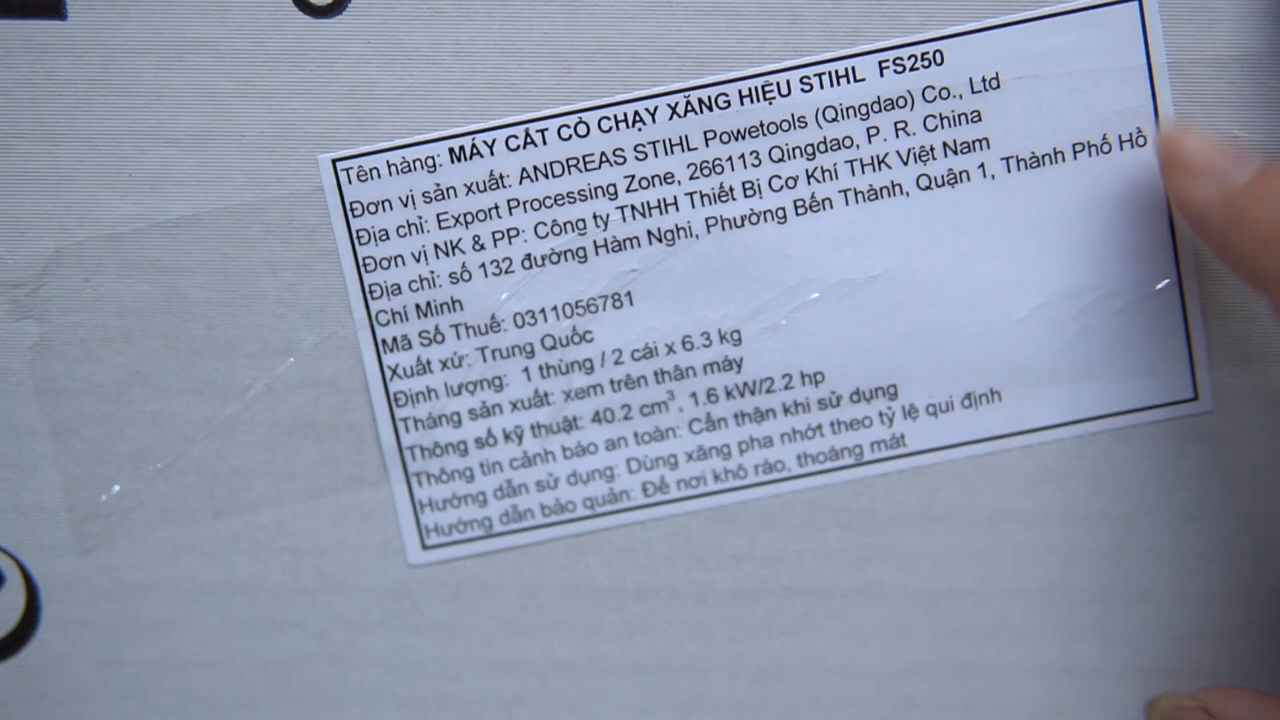 Tên hàng: MÁY CẮT CỎ CHẠY XĂNG HIỆU STIHL FS250
Đơn vị sản xuất: ANDREAS STIHL Powetools (Qingdao) Co., Ltd
Địa chỉ: Export Processing Zone, 266113 Qingdao, P. R. China
Đơn vị NK & PP: Công ty TNHH Thiết Bị Cơ Khí THK Việt Nam
Địa chỉ: số 132 đường Hàm Nghi, Phường Bến Thành, Quận 1, Thành Phố Hồ
Chí Minh
Mã Số Thuế: 0311056781
Xuất xứ: Trung Quốc
Định lượng: 1 thùng / 2 cái x 6.3 kg
Tháng sản xuất: xem trên thân máy
Thông số kỹ thuật: 40.2 cm³, 1.6 kW/2.2 hp
Thông tin cảnh báo an toàn: Cẩn thận khi sử dụng
Hướng dẫn sử dụng: Dùng xăng pha nhớt theo tỷ lệ qui định
Hướng dẫn bảo quản: Để nơi khô ráo, thoáng mát